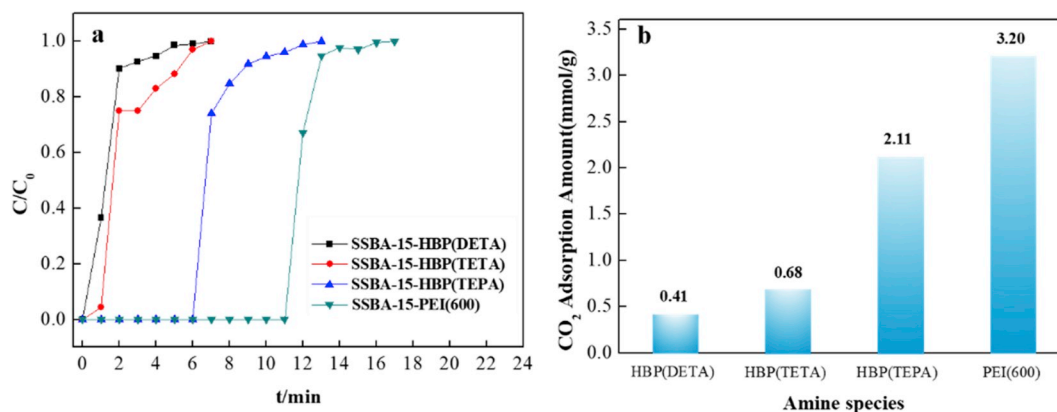 a
1.0
0.8
0.6
0.4
0.2
0.0
C/C0
SSBA-15-HBP(DETA)
SSBA-15-HBP(TETA)
SSBA-15-HBP(TEPA)
SSBA-15-PEI(600)
0 2 4 6 8 10 12 14 16 18 20 22 24
t/min
b
3.5
3.0
2.5
2.0
1.5
1.0
0.5
0.0
CO2 Adsorption Amount(mmol/g)
0.41
0.68
2.11
3.20
HBP(DETA) HBP(TETA) HBP(TEPA) PEI(600)
Amine species